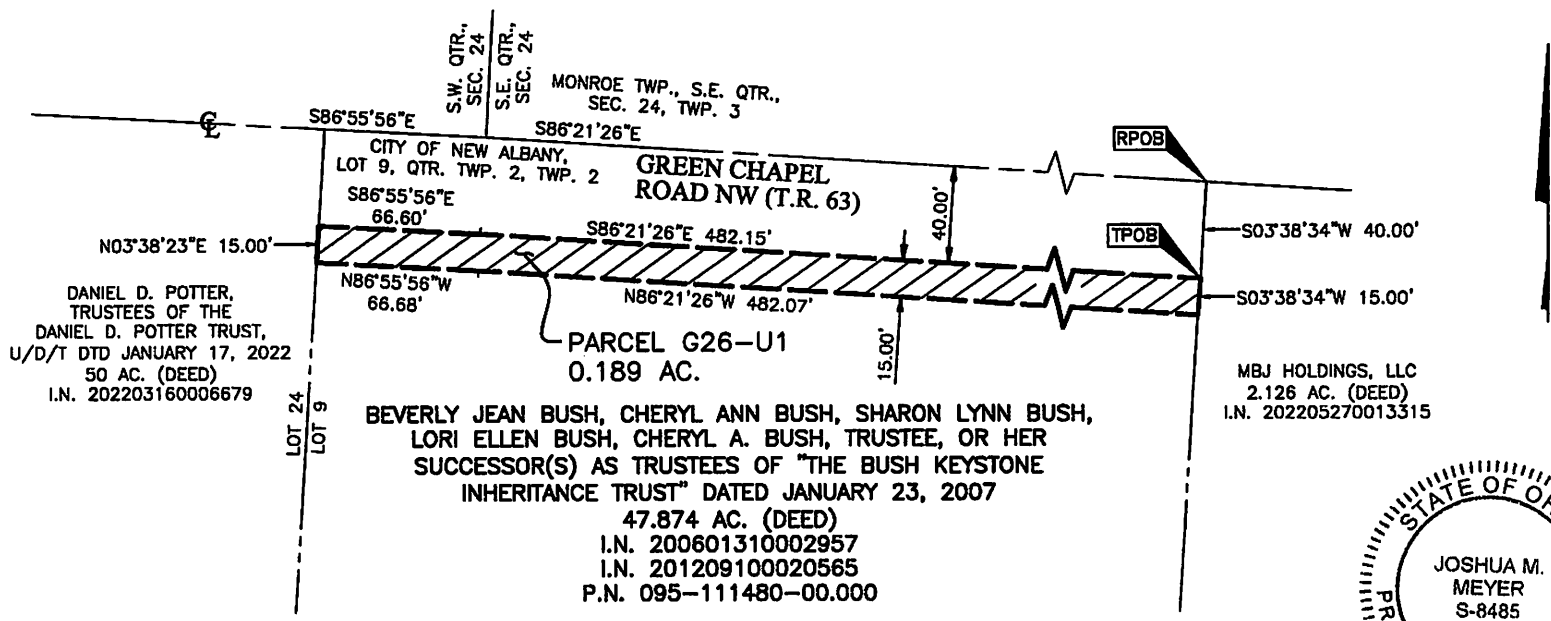 S.W. QTR.,
SEC. 24
S.E. QTR.,
SEC. 24
MONROE TWP., S.E. QTR.,
SEC. 24, TWP. 3
℄
S86°55'56"E
S86°21'26"E
CITY OF NEW ALBANY,
LOT 9, QTR. TWP. 2, TWP. 2
GREEN CHAPEL
ROAD NW (T.R. 63)
RPOB
S86°55'56"E
66.60'
S86°21'26"E 482.15'
40.00'
TPOB
S03°38'34"W 40.00'
N03°38'23"E 15.00'
N86°55'56"W
66.68'
N86°21'26"W 482.07'
S03°38'34"W 15.00'
15.00'
DANIEL D. POTTER,
TRUSTEES OF THE
DANIEL D. POTTER TRUST,
U/D/T DTD JANUARY 17, 2022
50 AC. (DEED)
I.N. 202203160006679
PARCEL G26-U1
0.189 AC.
MBJ HOLDINGS, LLC
2.126 AC. (DEED)
I.N. 202205270013315
LOT 24
LOT 9
BEVERLY JEAN BUSH, CHERYL ANN BUSH, SHARON LYNN BUSH,
LORI ELLEN BUSH, CHERYL A. BUSH, TRUSTEE, OR HER
SUCCESSOR(S) AS TRUSTEES OF "THE BUSH KEYSTONE
INHERITANCE TRUST" DATED JANUARY 23, 2007
47.874 AC. (DEED)
I.N. 200601310002957
I.N. 201209100020565
P.N. 095-111480-00.000
STATE OF
JOSHUA M.
MEYER
S-8485